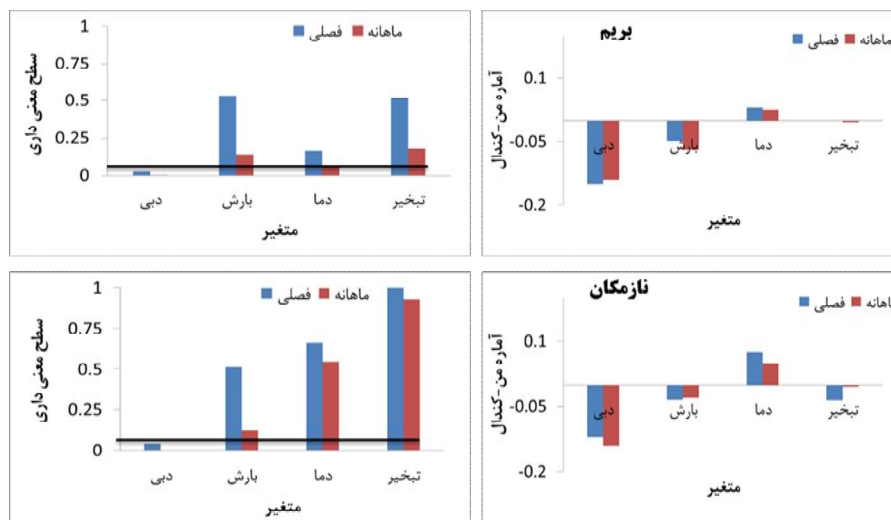 بریم
آماره من-کندال
فصلی ماهانه
0.1
-0.05
-0.2
دبی بارش دما تبخیر
متغیر
سطح معنی داری
فصلی ماهانه
1
0.75
0.5
0.25
0
دبی بارش دما تبخیر
متغیر
نازمکان
آماره من-کندال
فصلی ماهانه
0.1
-0.05
-0.2
دبی بارش دما تبخیر
متغیر
سطح معنی داری
فصلی ماهانه
1
0.75
0.5
0.25
0
دبی بارش دما تبخیر
متغیر